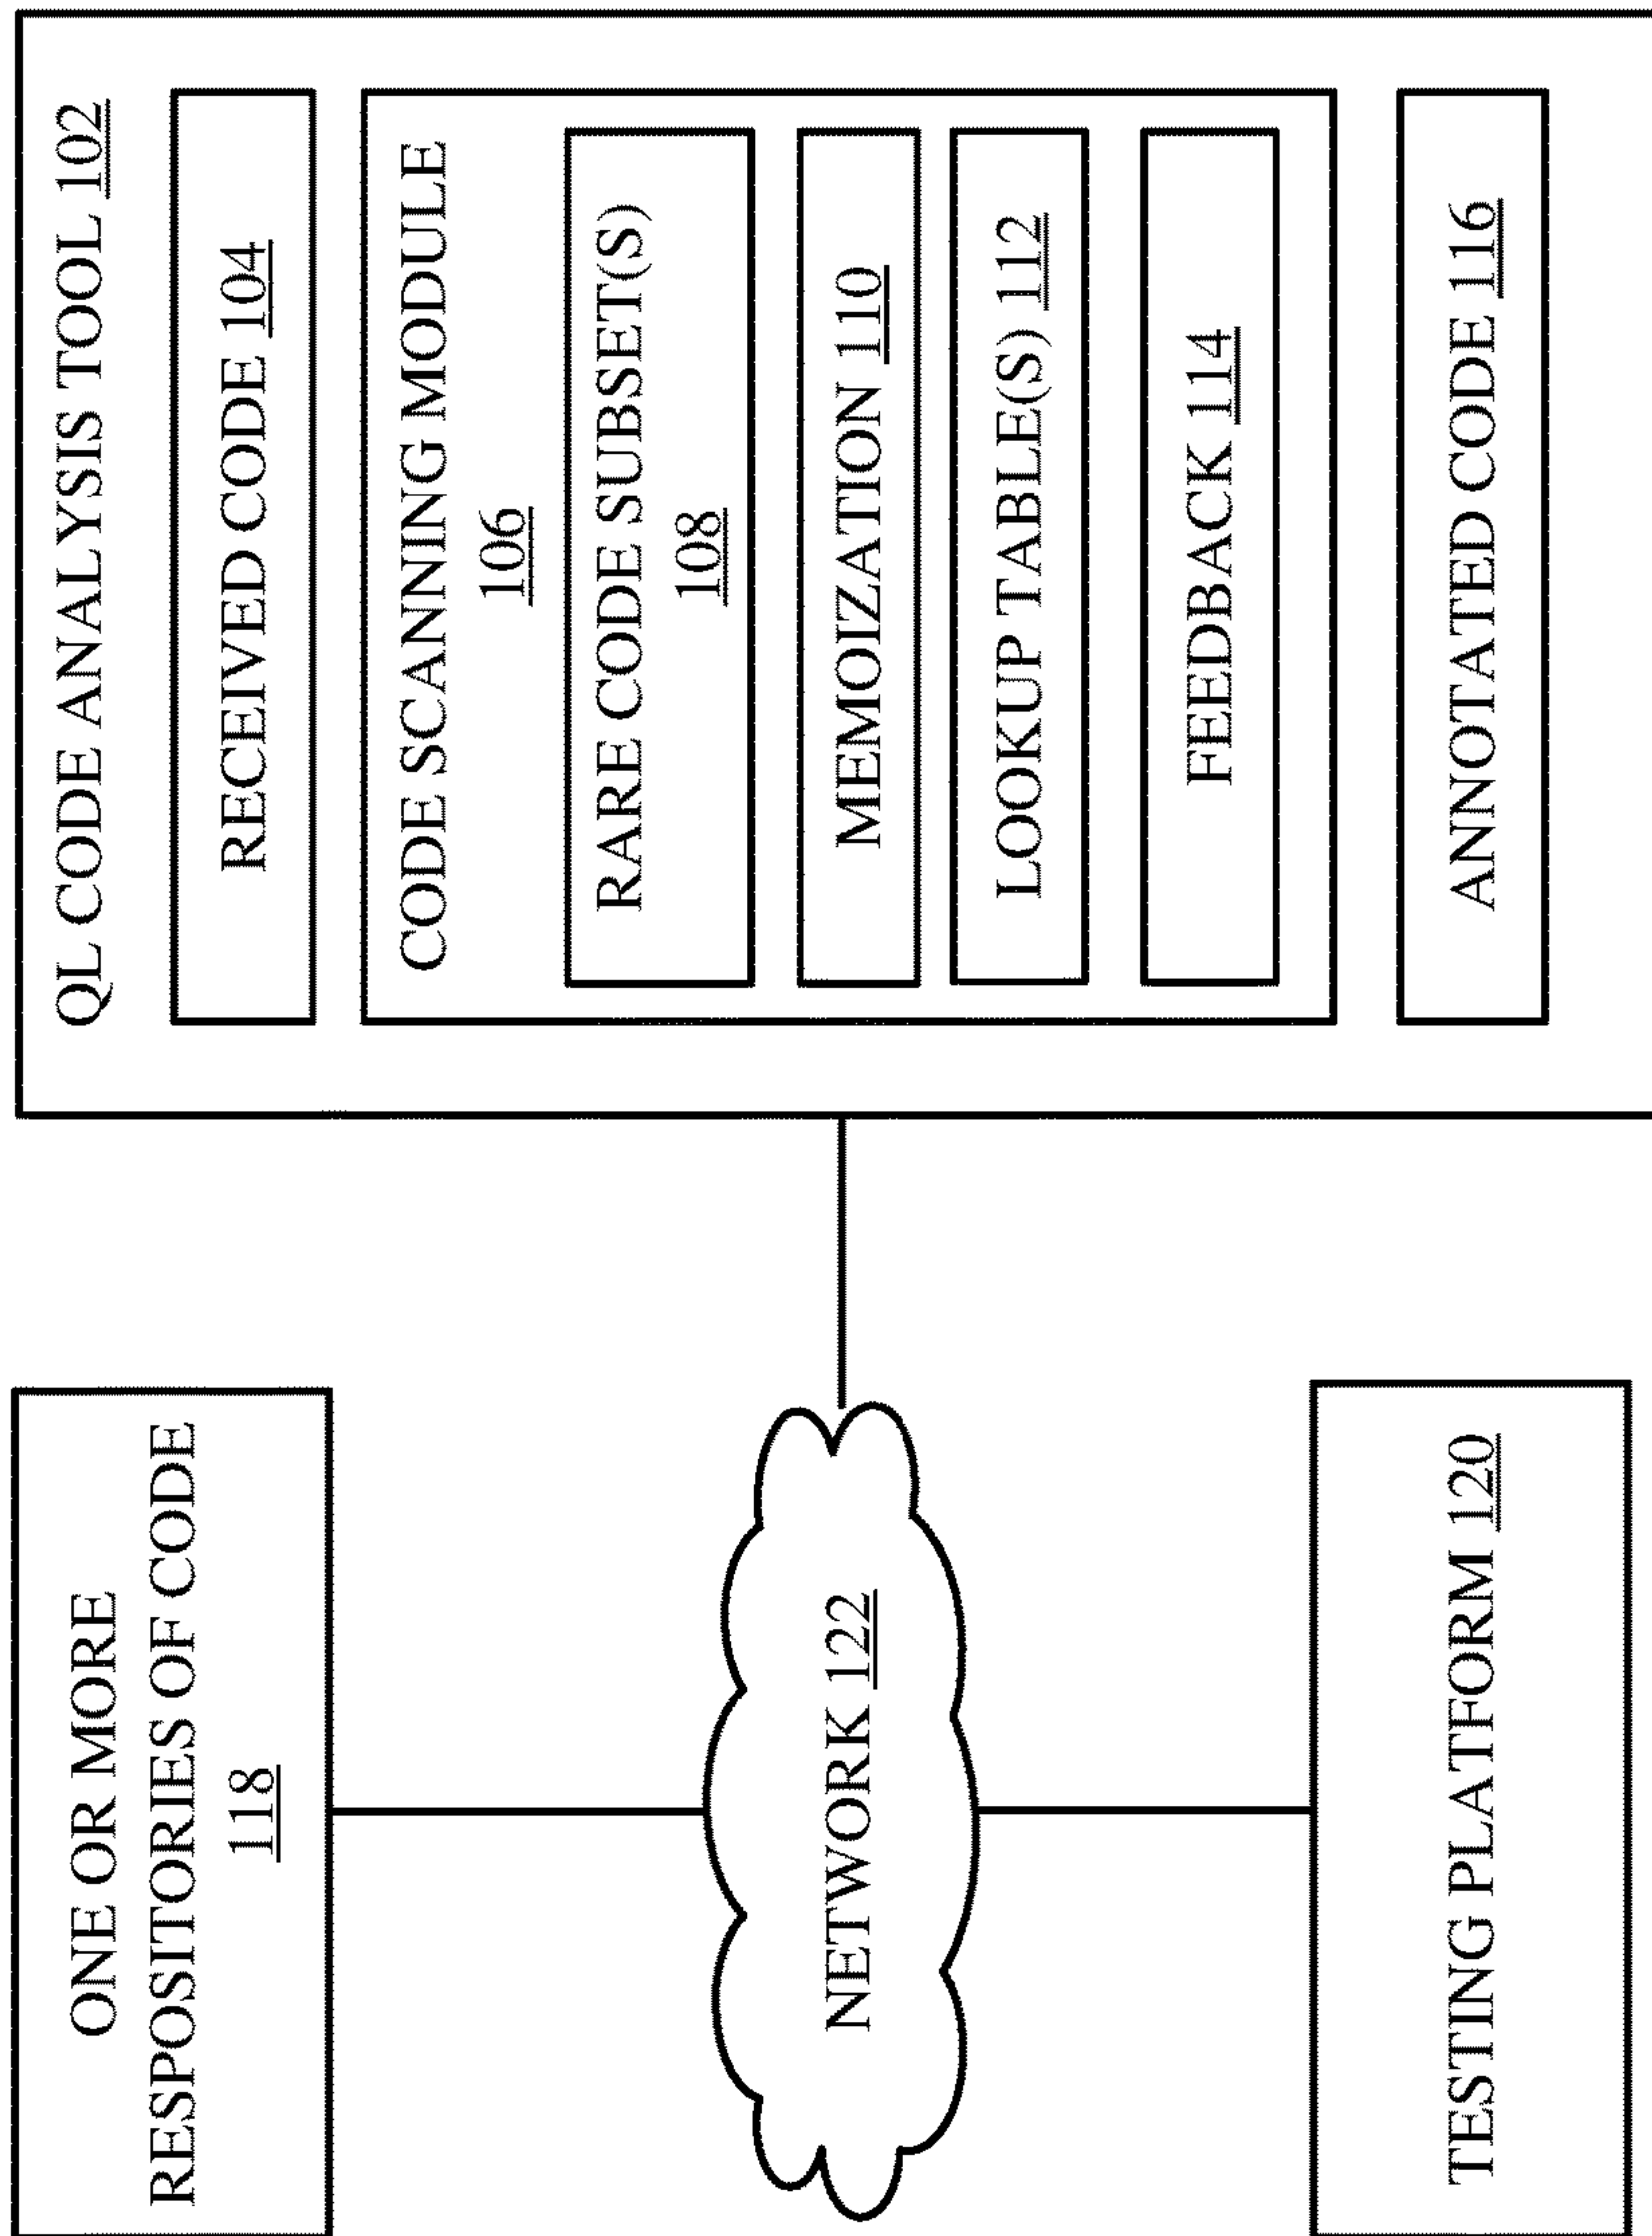 ONE OR MORE
RESPOSITORIES OF CODE
118
NETWORK 122
TESTING PLATFORM 120
QL CODE ANALYSIS TOOL 102
RECEIVED CODE 104
CODE SCANNING MODULE
106
RARE CODE SUBSET(S)
108
MEMOIZATION 110
LOOKUP TABLE(S) 112
FEEDBACK 114
ANNOTATED CODE 116